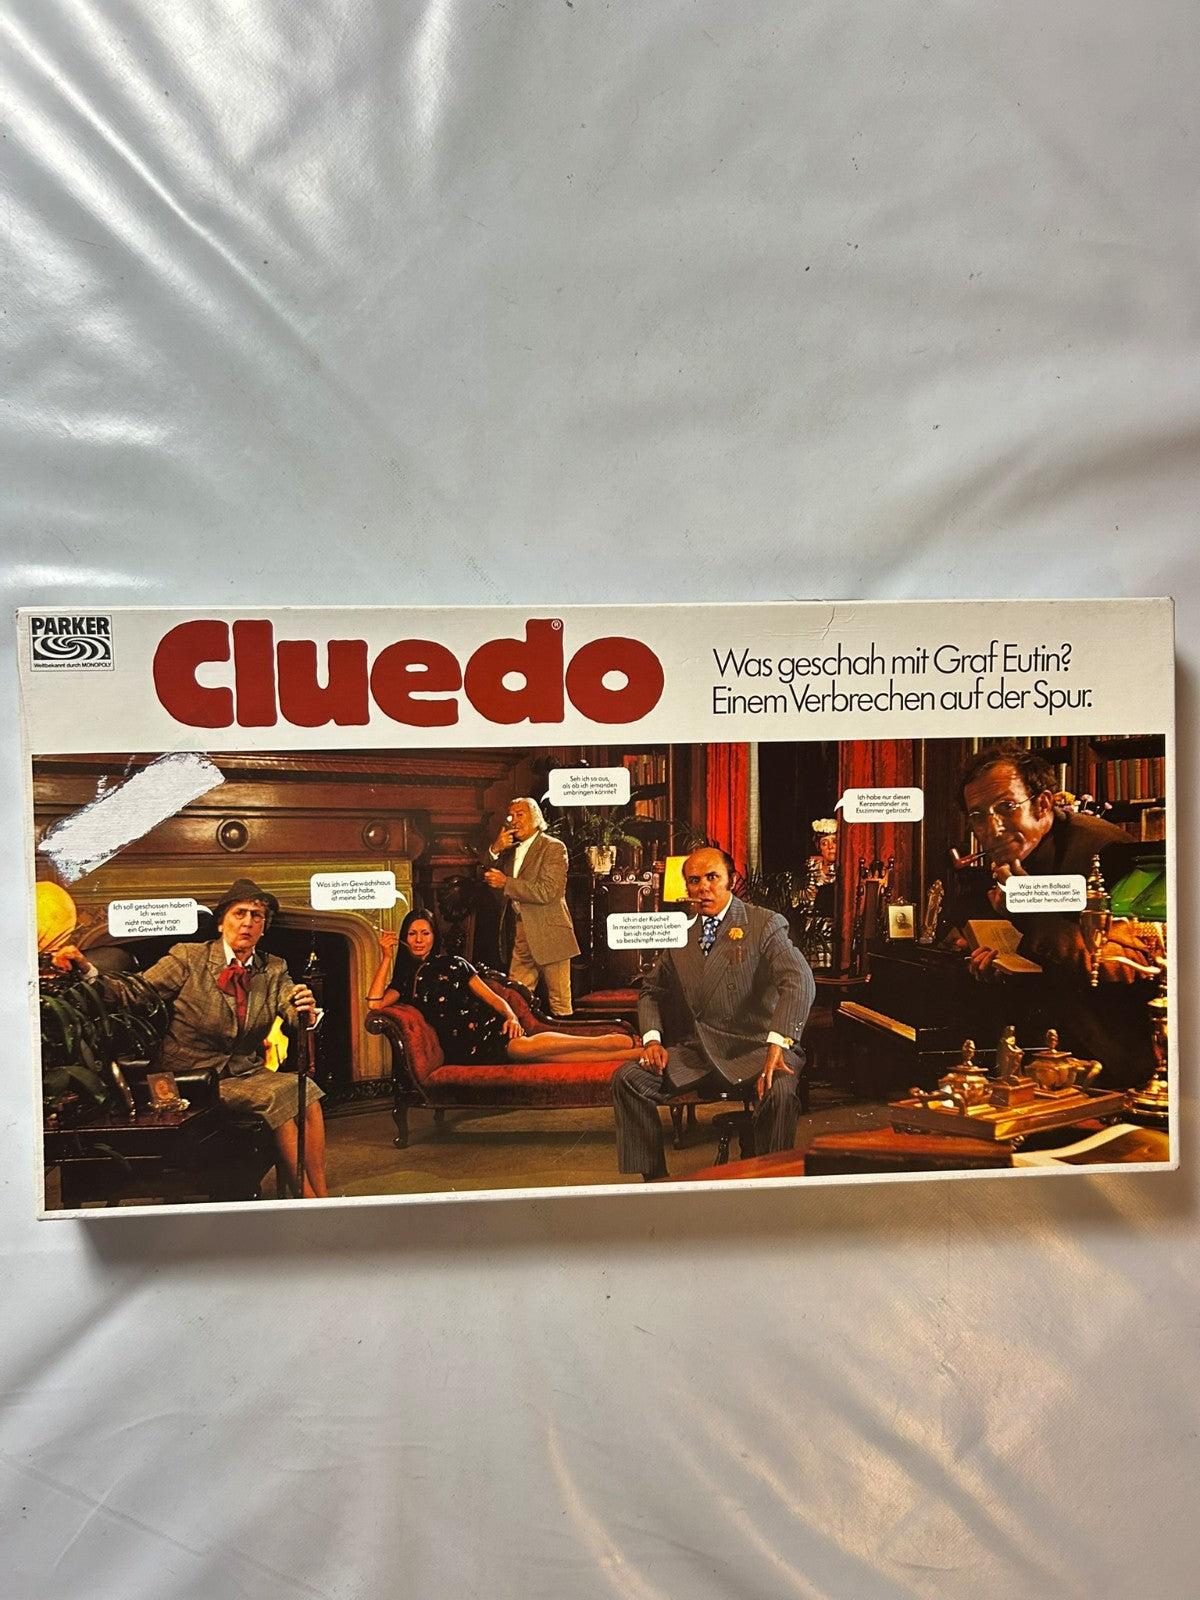 PARKER
Weltbekannt durch MONOPOLY
Cluedo®
Was geschah mit Graf Eutin?
Einem Verbrechen auf der Spur.
Seh ich so aus,
als ob ich jemanden
umbringen könnte?
Ich habe nur diesen
Kerzenständer ins
Esszimmer gebracht.
Was ich im Gewächshaus
gemacht habe,
ist meine Sache.
Was ich im Ballsaal
gemacht habe, müssen Sie
schon selber herausfinden.
Ich soll geschossen haben?
Ich weiss
nicht mal, wie man
ein Gewehr hält.
Ich in der Küche?
In meinem ganzen Leben
bin ich noch nicht
so beschimpft worden!